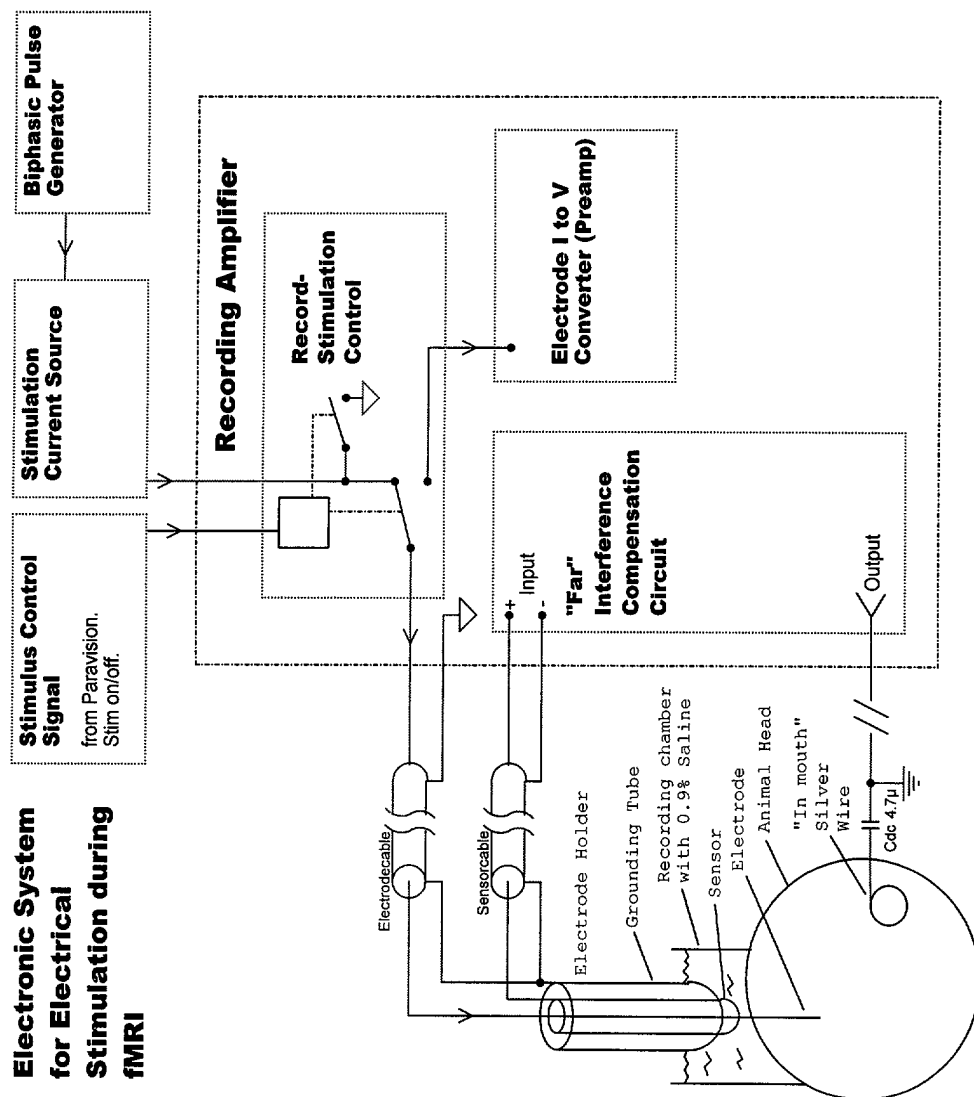 Electronic System
for Electrical
Stimulation during
fMRI
Stimulus Control
Signal
from Paravision.
Stim on/off.
Stimulation
Current Source
Biphasic Pulse
Generator
Recording Amplifier
Record-
Stimulation
Control
Electrode I to V
Converter (Preamp)
+
Input
-
"Far"
Interference
Compensation
Circuit
Output
Electrodecable
Sensorcable
Electrode Holder
Grounding Tube
Recording chamber
with 0.9% Saline
Sensor
Electrode
Animal Head
"In mouth"
Silver
Wire
Cdc 4.7µ